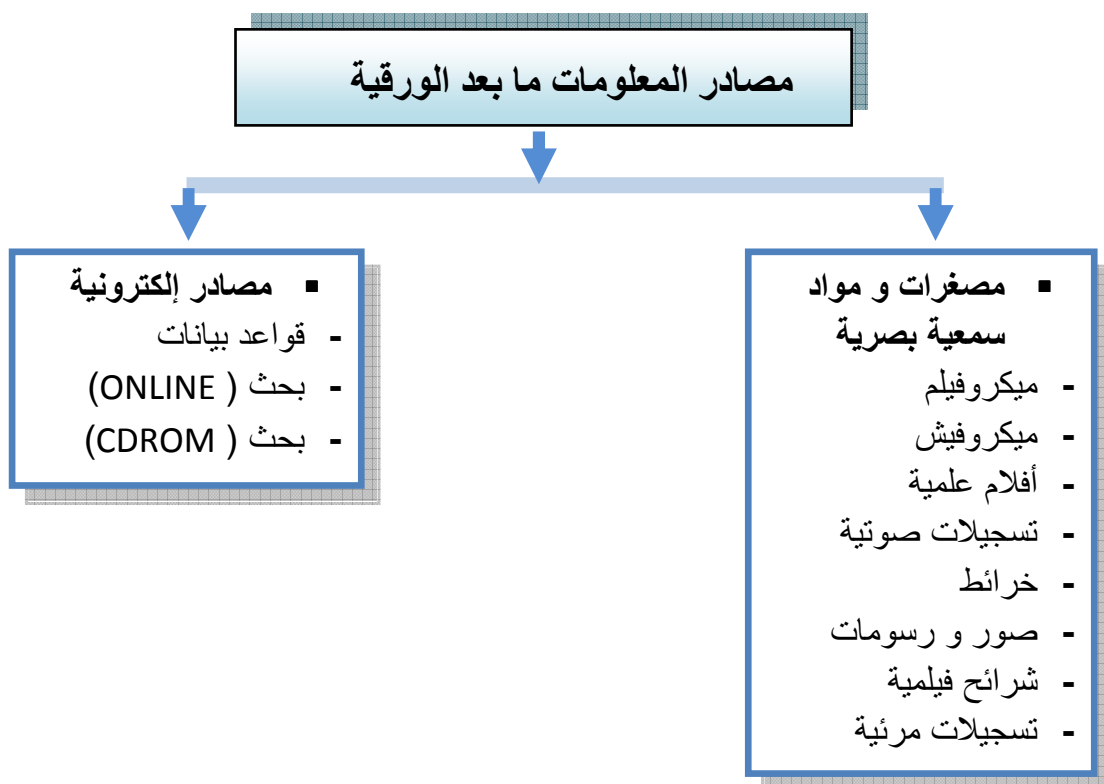 مصادر المعلومات ما بعد الورقية
▪ مصغرات و مواد
سمعية بصرية
- ميكروفيلم
- ميكروفيش
- أفلام علمية
- تسجيلات صوتية
- خرائط
- صور و رسومات
- شرائح فيلمية
- تسجيلات مرئية
▪ مصادر إلكترونية
- قواعد بيانات
- بحث ( ONLINE)
- بحث ( CDROM)